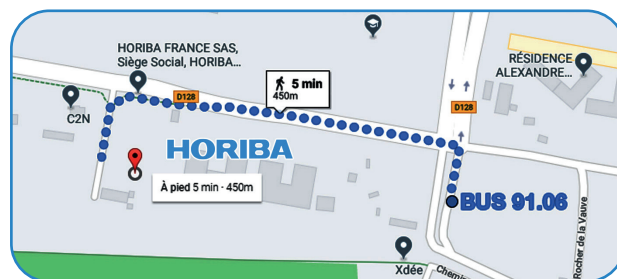 HORIBA FRANCE SAS,
Siège Social, HORIBA...
5 min
450m
RÉSIDENCE
ALEXANDRE...
D128
D128
C2N
HORIBA
À pied 5 min - 450m
BUS 91.06
Rocher de la Vauve
Xdée
Chemin